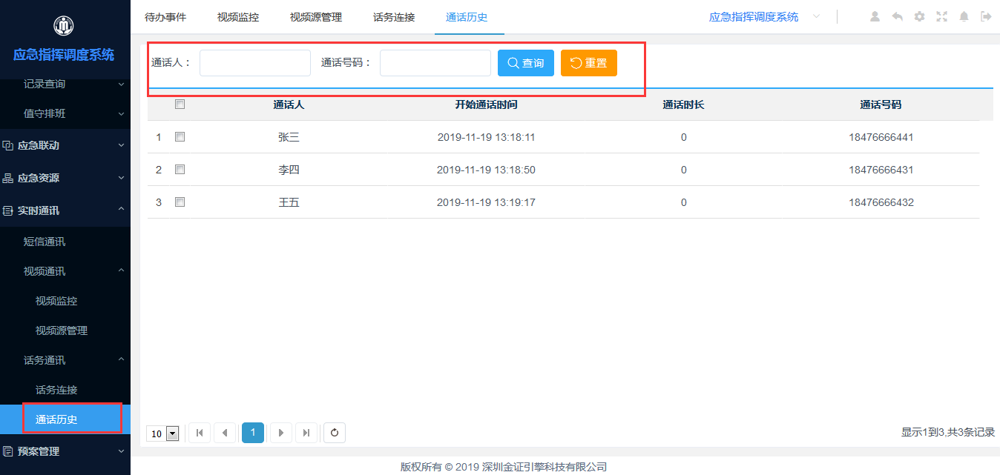 应急指挥调度系统
记录查询
值守排班
应急联动
应急资源
实时通讯
短信通讯
视频通讯
视频监控
视频源管理
话务通讯
话务连接
通话历史
预案管理
待办事件 视频监控 视频源管理 话务连接 通话历史 应急指挥调度系统
通话人： 通话号码： 查询 重置
通话人 开始通话时间 通话时长 通话号码
1 张三 2019-11-19 13:18:11 0 18476666441
2 李四 2019-11-19 13:18:50 0 18476666431
3 王五 2019-11-19 13:19:17 0 18476666432
10 1 显示1到3,共3条记录
版权所有 © 2019 深圳金证引擎科技有限公司